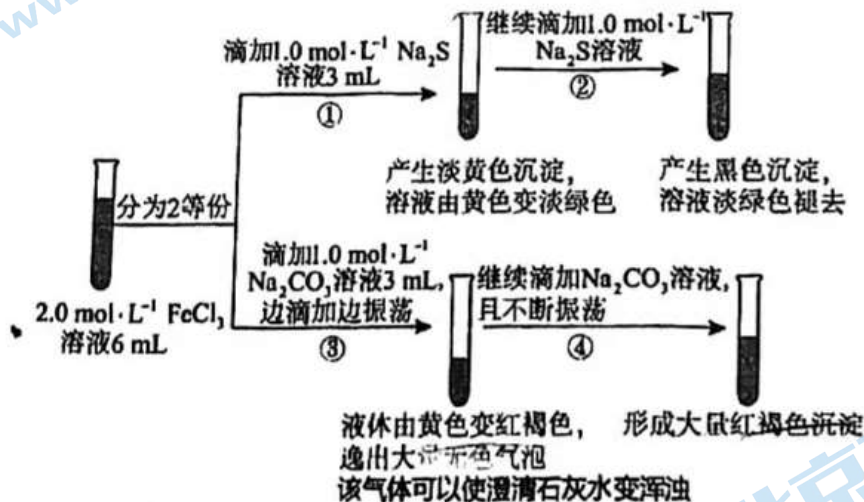 滴加1.0 mol·L⁻¹ Na₂S
溶液3 mL
①
继续滴加1.0 mol·L⁻¹
Na₂S溶液
②
产生淡黄色沉淀，
溶液由黄色变淡绿色
产生黑色沉淀，
溶液淡绿色褪去
分为2等份
2.0 mol·L⁻¹ FeCl₃
溶液6 mL
滴加1.0 mol·L⁻¹
Na₂CO₃溶液3 mL，
边滴加边振荡
③
继续滴加Na₂CO₃溶液，
且不断振荡
④
液体由黄色变红褐色，
逸出大色气泡
该气体可以使澄清石灰水变浑浊
形成大量红褐色沉淀